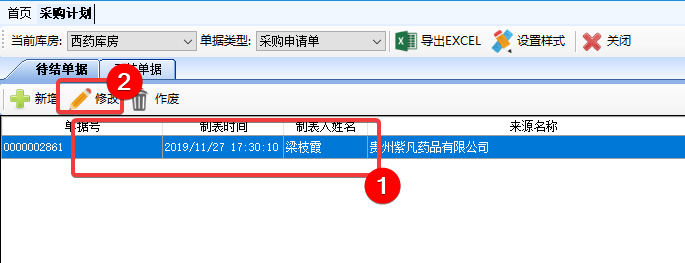 首页 采购计划
当前库房: 西药库房 单据类型: 采购申请单 导出EXCEL 设置样式 关闭
待结单据 单据
2
新增 修改 作废
单据号 制表时间 制表人姓名 来源名称
0000002861 2019/11/27 17:30:10 梁枝霞 贵州紫凡药品有限公司
1